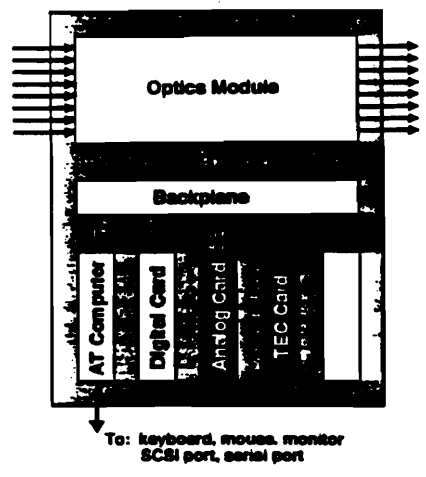 Optics Module
Backplane
AT Computer
Digital Card
Analog Card
TEC Card
To: keyboard, mouse, monitor
SCSI port, serial port